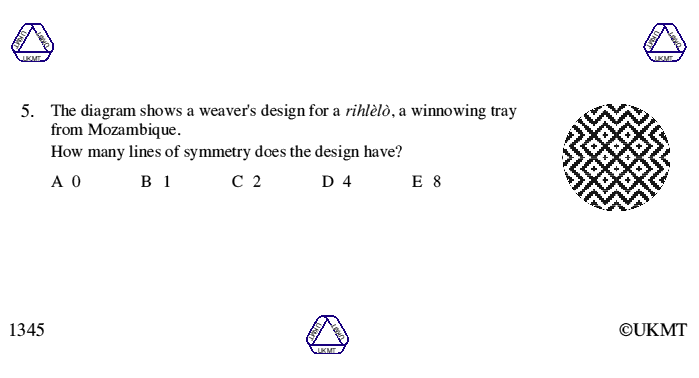 UKMT UKMT UKMT UKMT UKMT UKMT
5. The diagram shows a weaver's design for a rihlèlò, a winnowing tray
from Mozambique.
How many lines of symmetry does the design have?
A 0 B 1 C 2 D 4 E 8
1345 UKMT UKMT UKMT ©UKMT